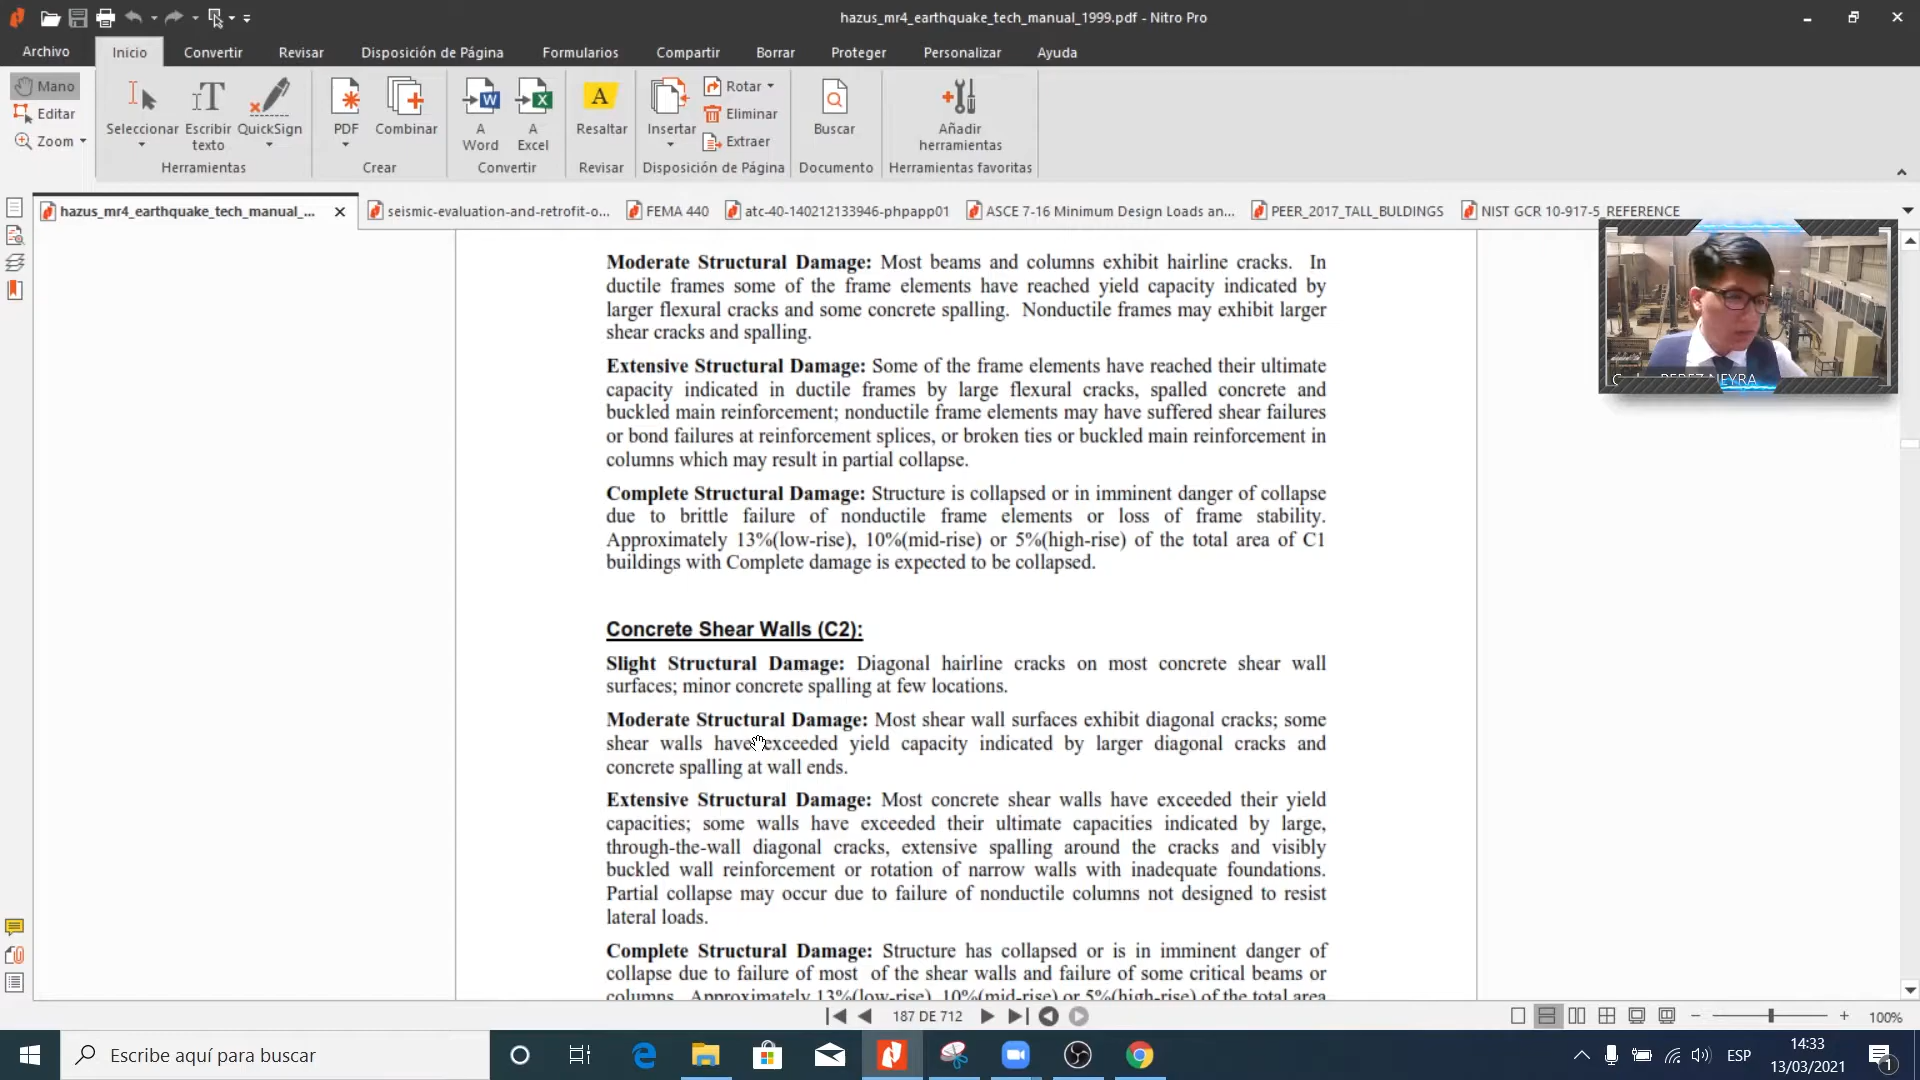 hazus_mr4_earthquake_tech_manual_1999.pdf - Nitro Pro
Archivo Inicio Convertir Revisar Disposición de Página Formularios Compartir Borrar Proteger Personalizar Ayuda
Mano
Editar
Zoom
Seleccionar
Escribir texto
QuickSign
Herramientas
PDF
Combinar
Crear
A Word
A Excel
Convertir
Resaltar
Revisar
Insertar
Rotar
Eliminar
Extraer
Disposición de Página
Buscar
Documento
Añadir herramientas
Herramientas favoritas
hazus_mr4_earthquake_tech_manual_... seismic-evaluation-and-retrofit-o... FEMA 440 atc-40-140212133946-phpapp01 ASCE 7-16 Minimum Design Loads an... PEER_2017_TALL_BULDINGS NIST GCR 10-917-5_REFERENCE
PEREZ NEYRA
Moderate Structural Damage: Most beams and columns exhibit hairline cracks. In
ductile frames some of the frame elements have reached yield capacity indicated by
larger flexural cracks and some concrete spalling. Nonductile frames may exhibit larger
shear cracks and spalling.
Extensive Structural Damage: Some of the frame elements have reached their ultimate
capacity indicated in ductile frames by large flexural cracks, spalled concrete and
buckled main reinforcement; nonductile frame elements may have suffered shear failures
or bond failures at reinforcement splices, or broken ties or buckled main reinforcement in
columns which may result in partial collapse.
Complete Structural Damage: Structure is collapsed or in imminent danger of collapse
due to brittle failure of nonductile frame elements or loss of frame stability.
Approximately 13%(low-rise), 10%(mid-rise) or 5%(high-rise) of the total area of C1
buildings with Complete damage is expected to be collapsed.
Concrete Shear Walls (C2):
Slight Structural Damage: Diagonal hairline cracks on most concrete shear wall
surfaces; minor concrete spalling at few locations.
Moderate Structural Damage: Most shear wall surfaces exhibit diagonal cracks; some
shear walls have exceeded yield capacity indicated by larger diagonal cracks and
concrete spalling at wall ends.
Extensive Structural Damage: Most concrete shear walls have exceeded their yield
capacities; some walls have exceeded their ultimate capacities indicated by large,
through-the-wall diagonal cracks, extensive spalling around the cracks and visibly
buckled wall reinforcement or rotation of narrow walls with inadequate foundations.
Partial collapse may occur due to failure of nonductile columns not designed to resist
lateral loads.
Complete Structural Damage: Structure has collapsed or is in imminent danger of
collapse due to failure of most of the shear walls and failure of some critical beams or
columns. Approximately 13%(low-rise), 10%(mid-rise) or 5%(high-rise) of the total area
187 DE 712
100%
Escribe aquí para buscar
ESP
14:33
13/03/2021
1